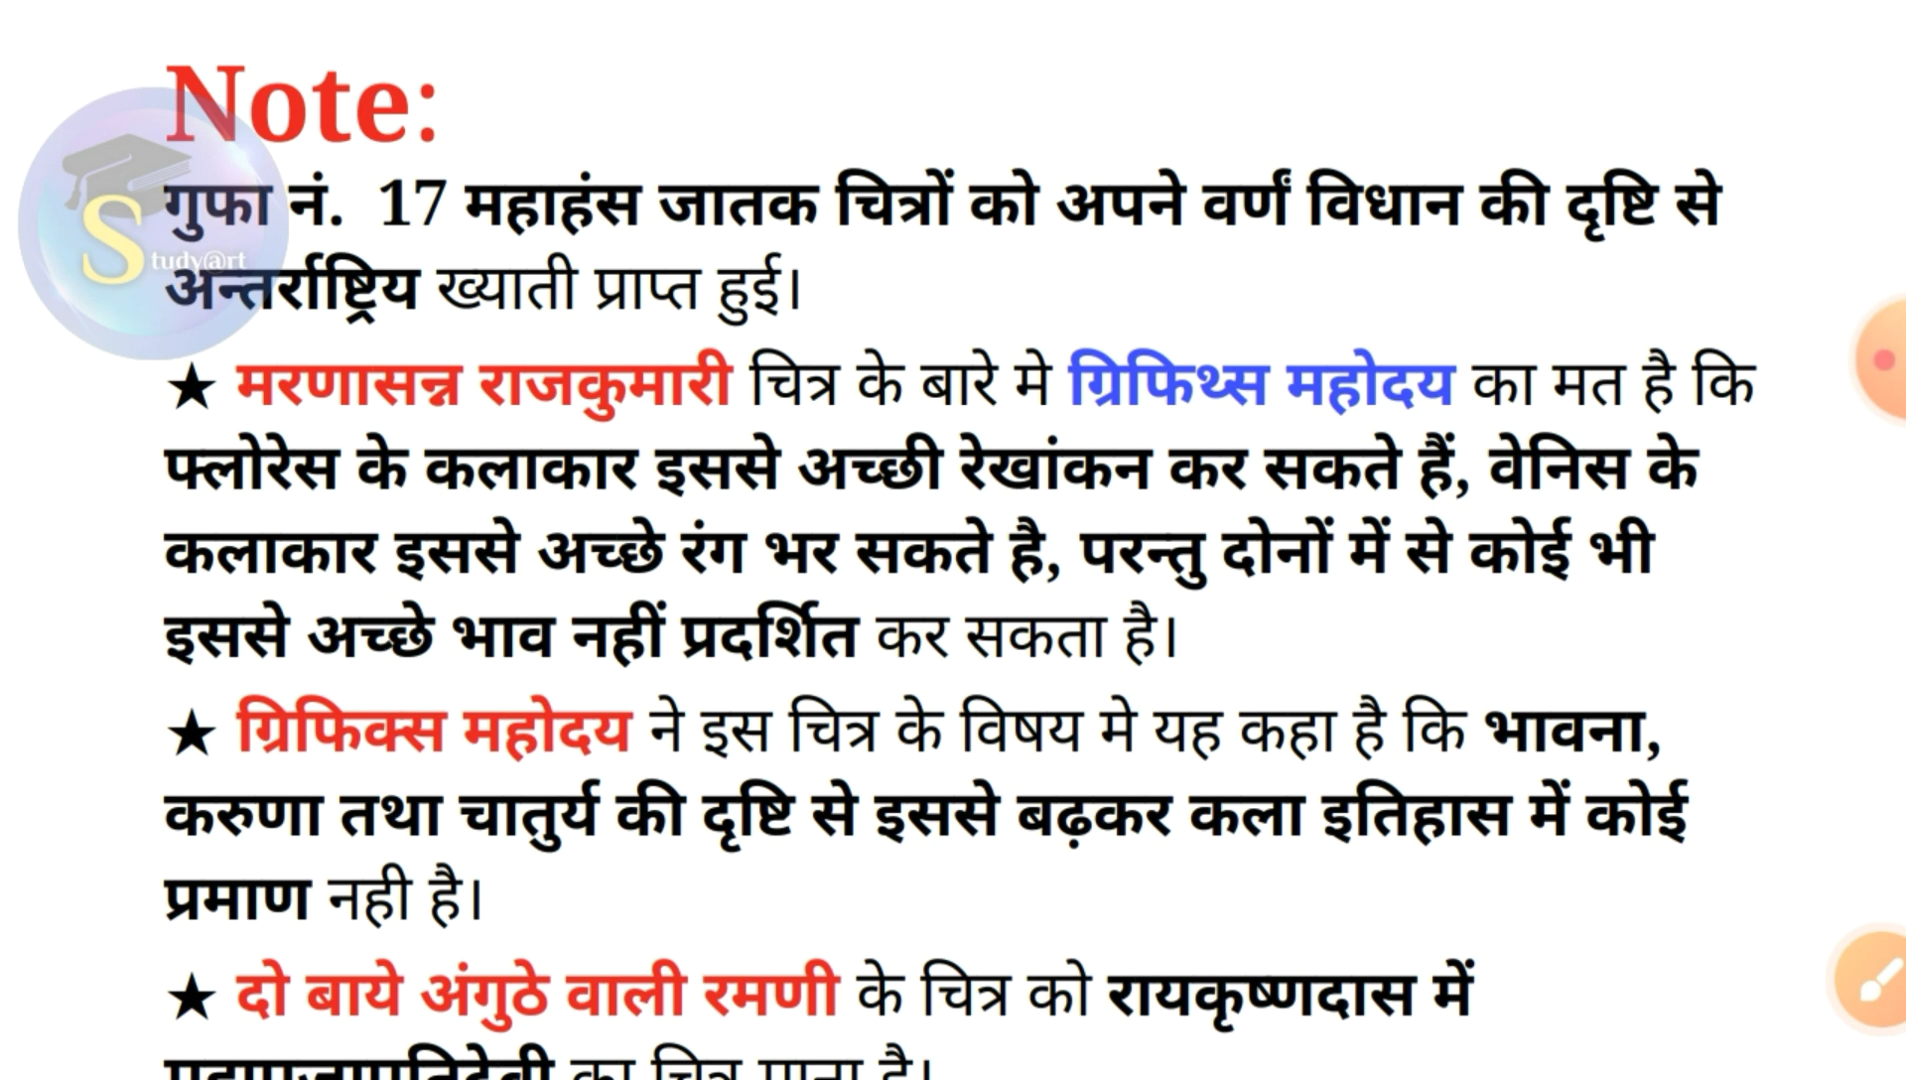 Note:
गुफा नं. 17 महाहंस जातक चित्रों को अपने वर्णं विधान की दृष्टि से
अन्तर्राष्ट्रिय ख्याती प्राप्त हुई।
★ मरणासन्न राजकुमारी चित्र के बारे मे ग्रिफिथ्स महोदय का मत है कि
फ्लोरेस के कलाकार इससे अच्छी रेखांकन कर सकते हैं, वेनिस के
कलाकार इससे अच्छे रंग भर सकते है, परन्तु दोनों में से कोई भी
इससे अच्छे भाव नहीं प्रदर्शित कर सकता है।
★ ग्रिफिक्स महोदय ने इस चित्र के विषय मे यह कहा है कि भावना,
करुणा तथा चातुर्य की दृष्टि से इससे बढ़कर कला इतिहास में कोई
प्रमाण नही है।
★ दो बाये अंगुठे वाली रमणी के चित्र को रायकृष्णदास में
का चित्र माना है।
Study@rt